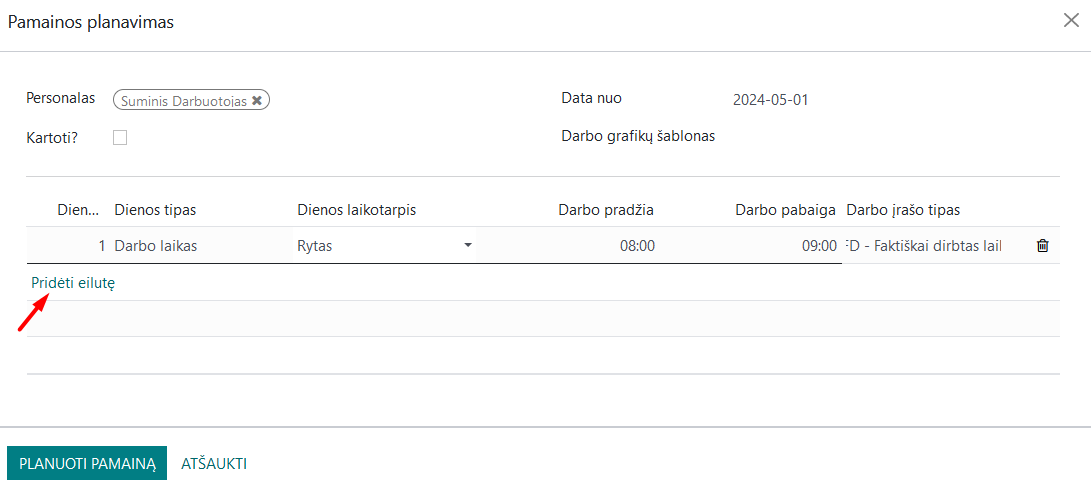 Pamainos planavimas
Personalas Suminis Darbuotojas Data nuo 2024-05-01
Kartoti? Darbo grafikų šablonas
Dien... Dienos tipas Dienos laikotarpis Darbo pradžia Darbo pabaiga Darbo įrašo tipas
1 Darbo laikas Rytas 08:00 09:00 FD - Faktiškai dirbtas lail
Pridėti eilutę
PLANUOTI PAMAINĄ ATŠAUKTI